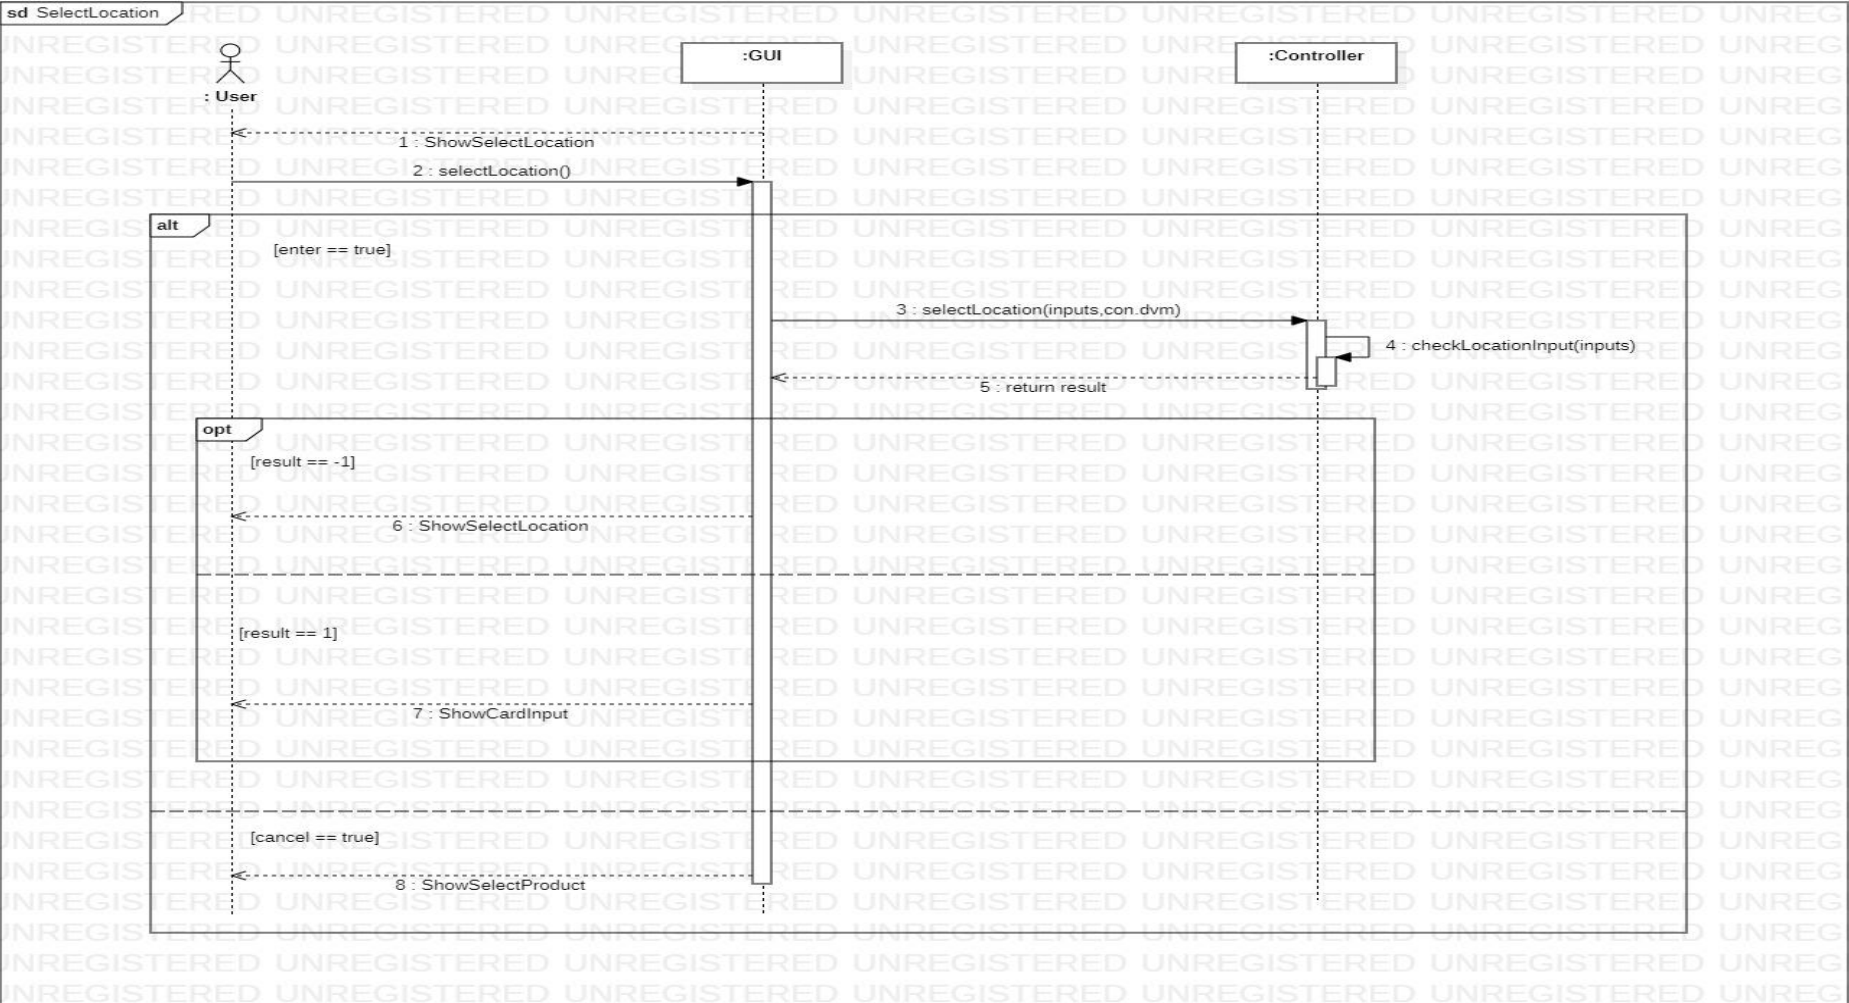 sd SelectLocation
: User
:GUI
:Controller
1 : ShowSelectLocation
2 : selectLocation()
alt
[enter == true]
3 : selectLocation(inputs,con.dvm)
4 : checkLocationInput(inputs)
5 : return result
opt
[result == -1]
6 : ShowSelectLocation
[result == 1]
7 : ShowCardInput
[cancel == true]
8 : ShowSelectProduct
UNREGISTERED